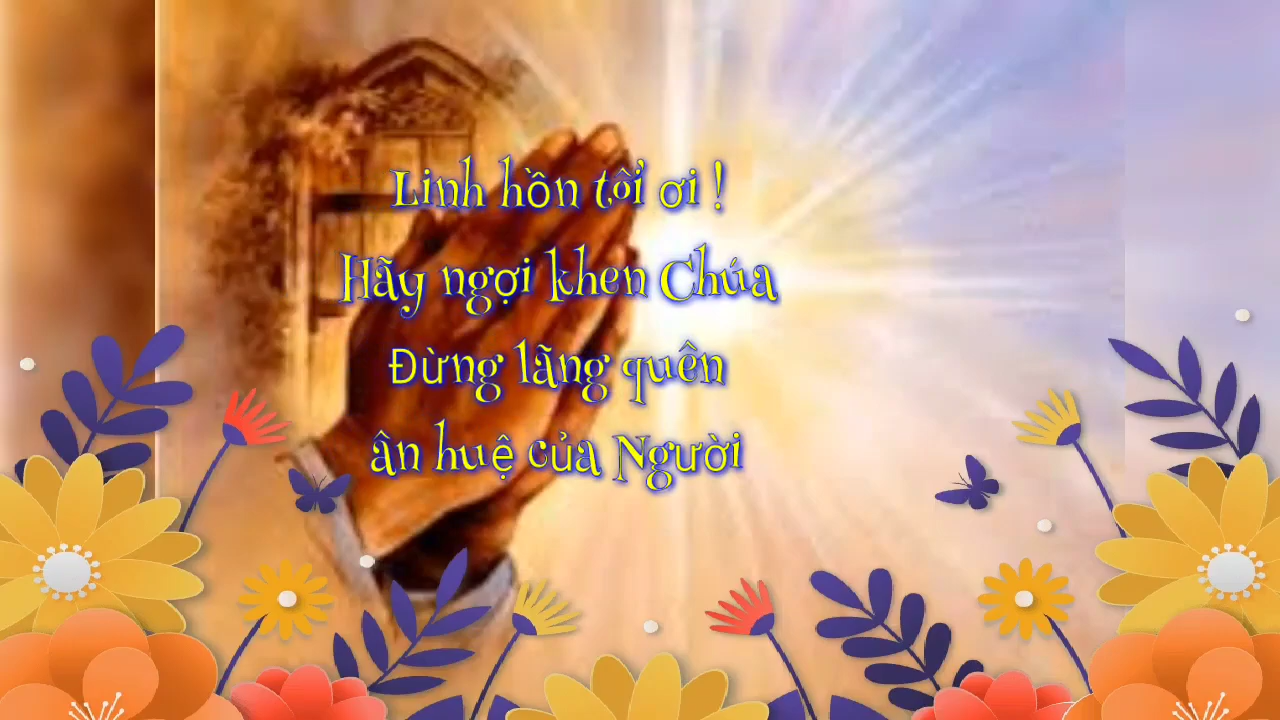 Linh hồn tôi ơi !
Hãy ngợi khen Chúa
Đừng lãng quên
ân huệ của Người